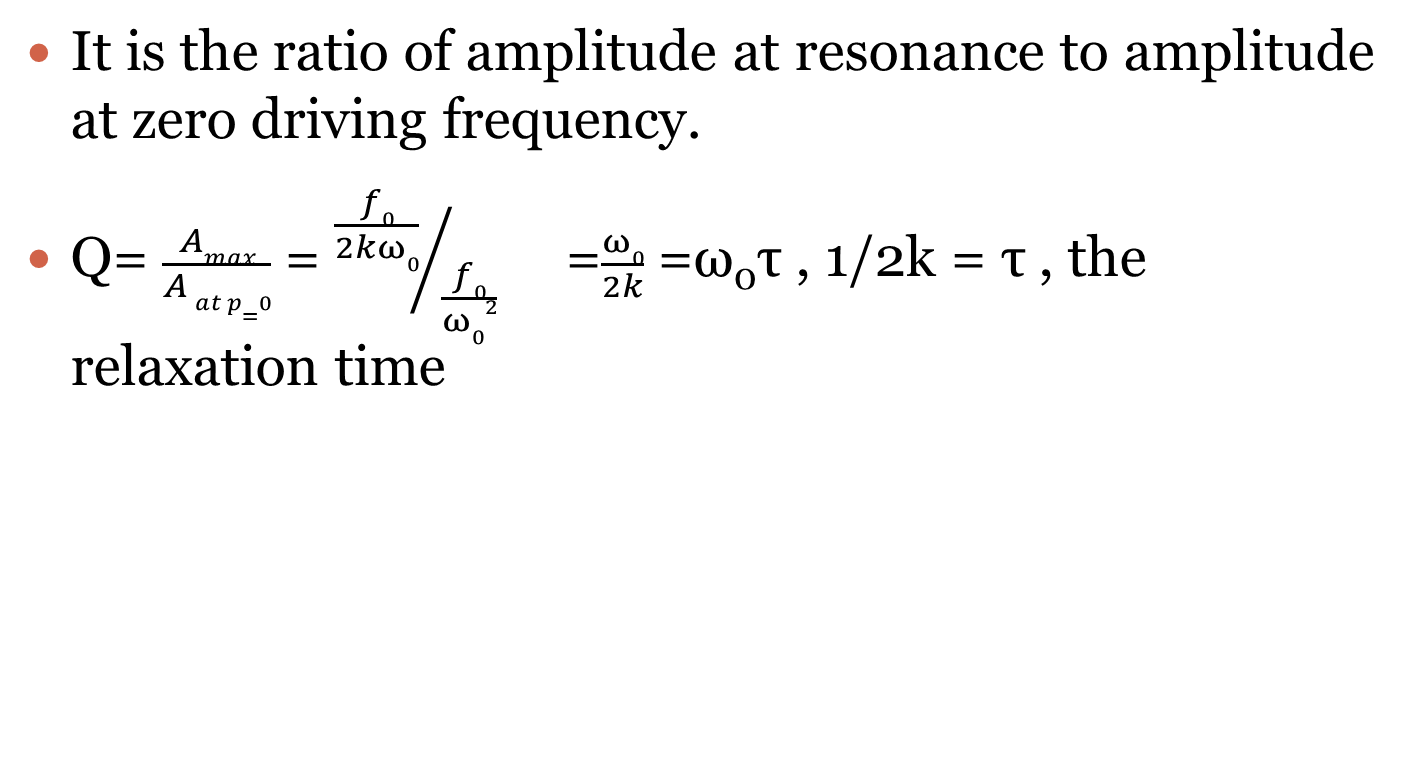 • It is the ratio of amplitude at resonance to amplitude
at zero driving frequency.
• Q= A_max / A_at p_=0 = (f_0 / 2kω_0) / (f_0 / ω_0^2) = ω_0 / 2k =ω_0τ , 1/2k = τ , the
relaxation time